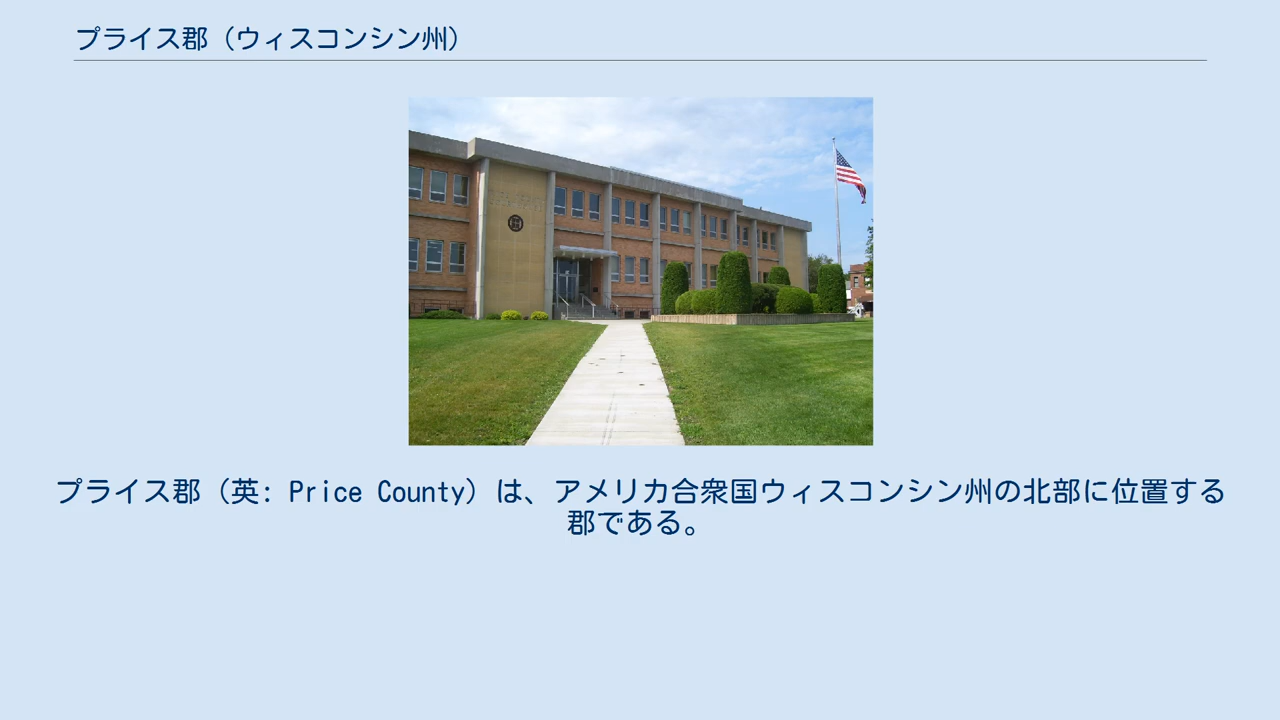 プライス郡（ウィスコンシン州）
プライス郡（英: Price County）は、アメリカ合衆国ウィスコンシン州の北部に位置する
郡である。